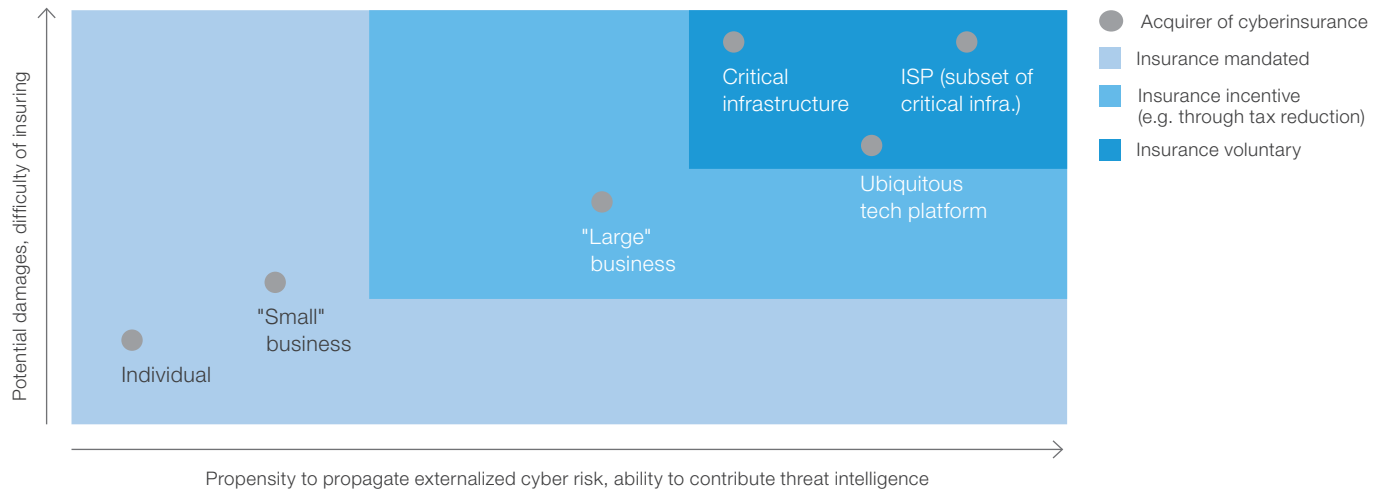 Potential damages, difficulty of insuring
Critical
infrastructure
ISP (subset of
critical infra.)
Ubiquitous
tech platform
"Large"
business
"Small"
business
Individual
Propensity to propagate externalized cyber risk, ability to contribute threat intelligence
Acquirer of cyberinsurance
Insurance mandated
Insurance incentive
(e.g. through tax reduction)
Insurance voluntary